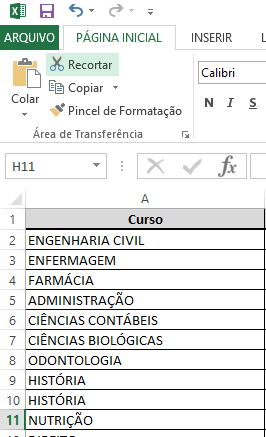 ARQUIVO PÁGINA INICIAL INSERIR
Colar
Recortar
Copiar
Pincel de Formatação
Área de Transferência
Calibri
N I S
H11
A
1 Curso
2 ENGENHARIA CIVIL
3 ENFERMAGEM
4 FARMÁCIA
5 ADMINISTRAÇÃO
6 CIÊNCIAS CONTÁBEIS
7 CIÊNCIAS BIOLÓGICAS
8 ODONTOLOGIA
9 HISTÓRIA
10 HISTÓRIA
11 NUTRIÇÃO